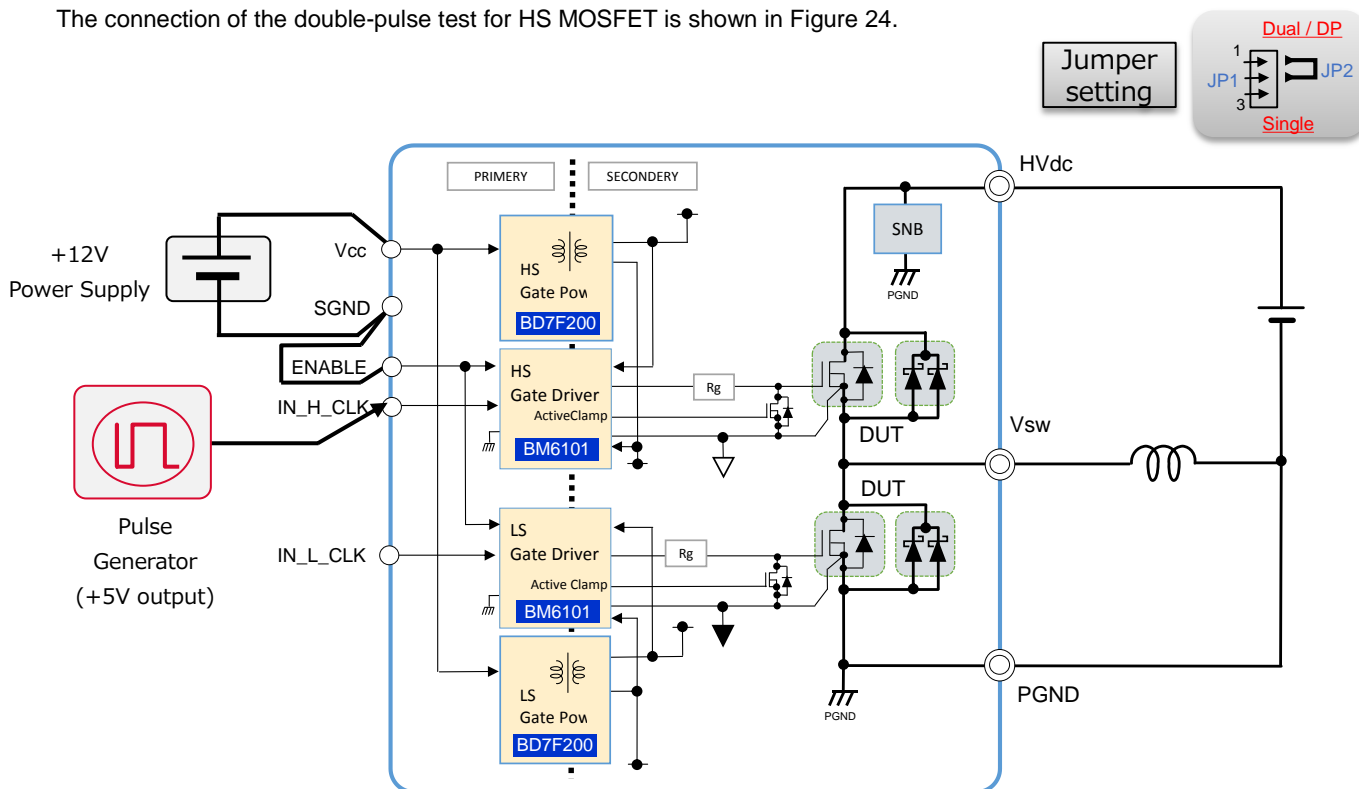 The connection of the double-pulse test for HS MOSFET is shown in Figure 24.
Dual / DP
Jumper
setting
1
JP1
JP2
3
Single
HVdc
PRIMERY
SECONDERY
SNB
PGND
+12V
Power Supply
Vcc
HS
Gate Pow
BD7F200
SGND
ENABLE
HS
Gate Driver
ActiveClamp
BM6101
Rg
IN_H_CLK
DUT
Vsw
DUT
Pulse
Generator
(+5V output)
IN_L_CLK
LS
Gate Driver
Active Clamp
BM6101
Rg
LS
Gate Pow
BD7F200
PGND
PGND